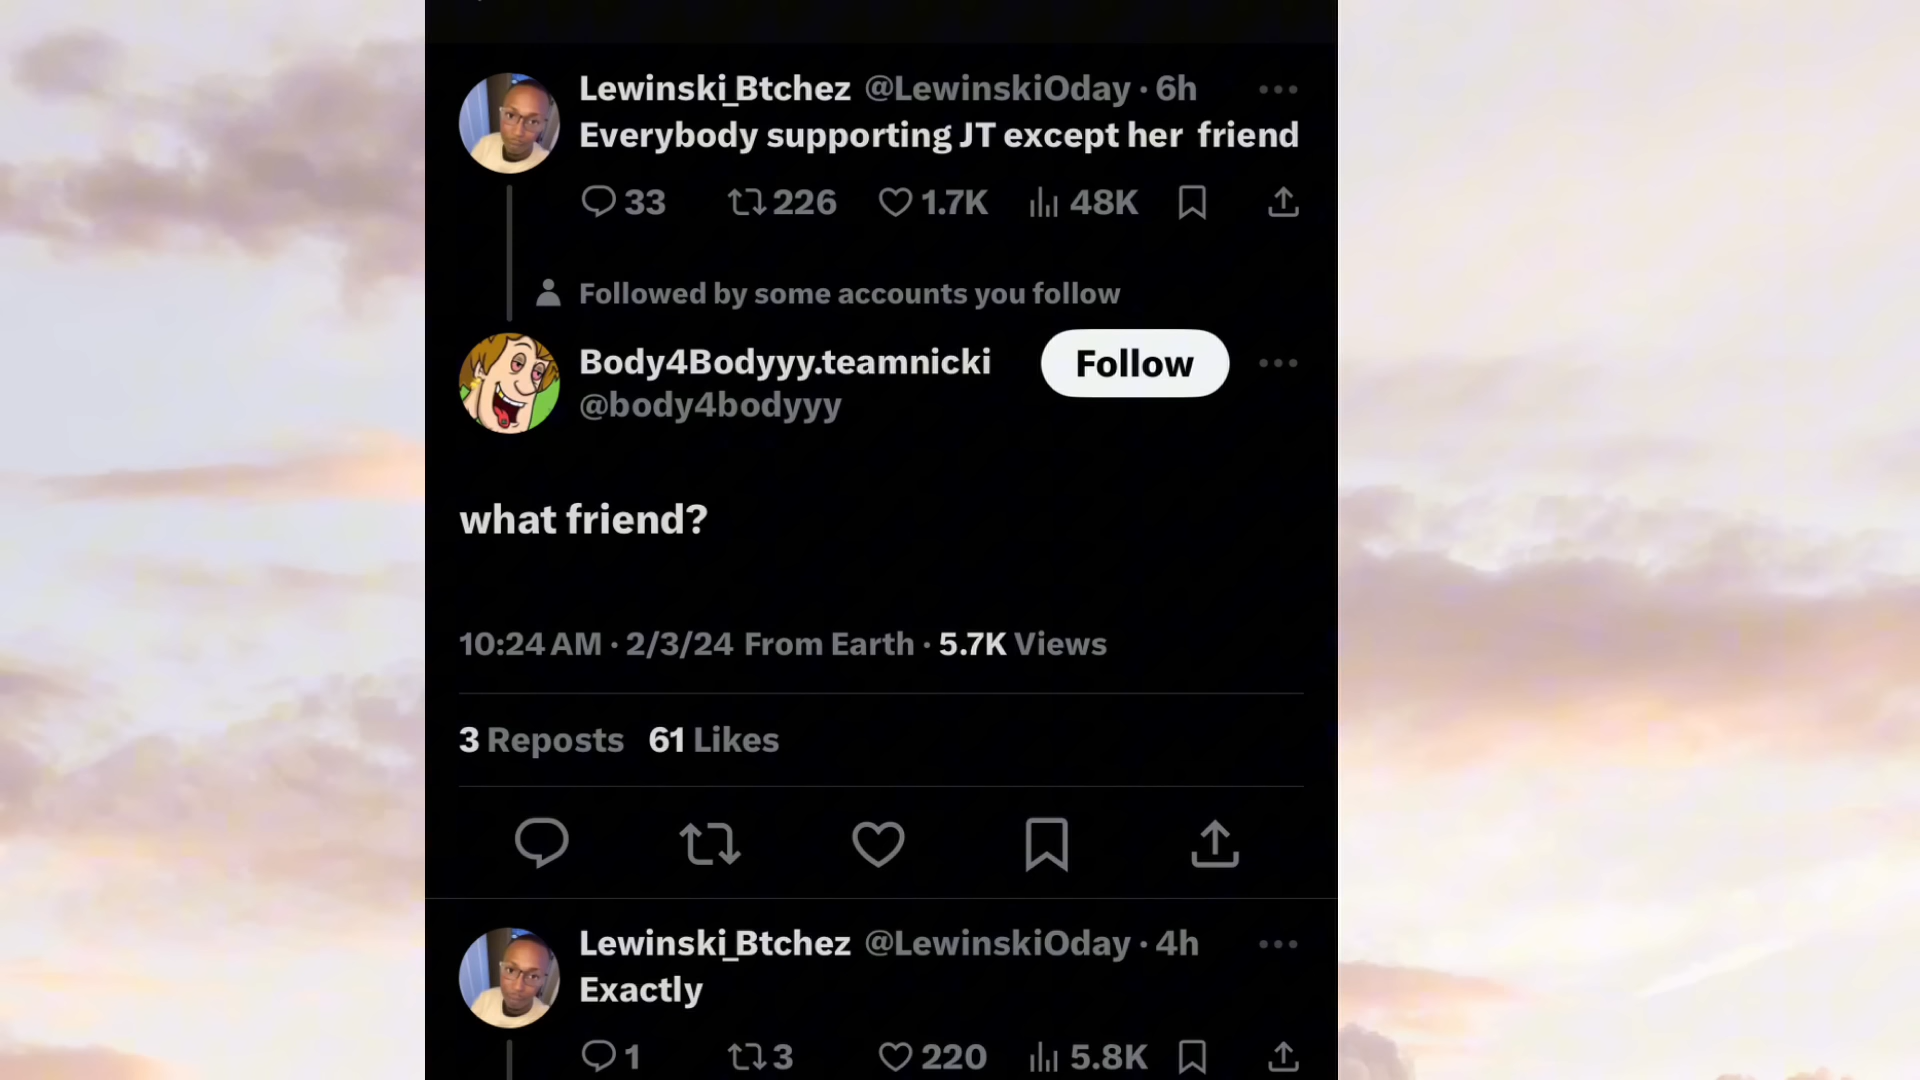 Lewinski_Btchez @LewinskiOday · 6h
Everybody supporting JT except her friend
33 226 1.7K 48K
Followed by some accounts you follow
Body4Bodyyy.teamnicki
Follow
@body4bodyyy
what friend?
10:24 AM · 2/3/24 From Earth · 5.7K Views
3 Reposts 61 Likes
Lewinski_Btchez @LewinskiOday · 4h
Exactly
1 3 220 5.8K